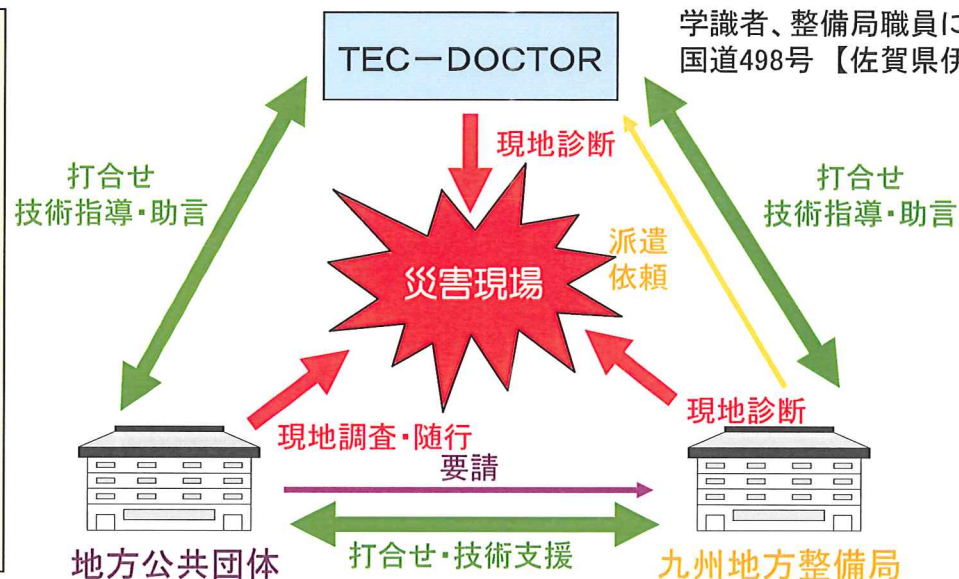 学識者、整備局職員に
国道498号 【佐賀県伊
TEC－DOCTOR
現地診断
打合せ
技術指導・助言
打合せ
技術指導・助言
派遣
依頼
災害現場
現地診断
現地調査・随行
要請
打合せ・技術支援
地方公共団体
九州地方整備局